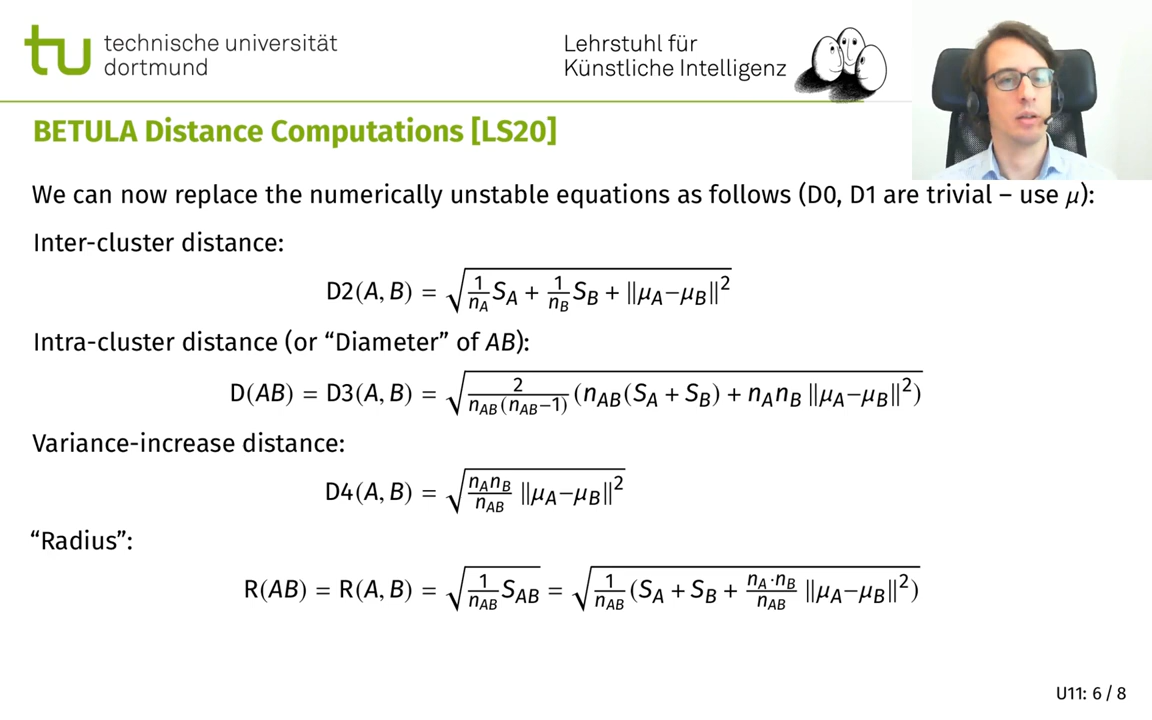 tu technische universität
dortmund
Lehrstuhl für
Künstliche Intelligenz
BETULA Distance Computations [LS20]
We can now replace the numerically unstable equations as follows (D0, D1 are trivial – use μ):
Inter-cluster distance:
D2(A, B) = √(1/n_A S_A + 1/n_B S_B + ||μ_A−μ_B||²)
Intra-cluster distance (or “Diameter” of AB):
D(AB) = D3(A, B) = √(2/(n_AB(n_AB−1)) (n_AB(S_A + S_B) + n_A n_B ||μ_A−μ_B||²))
Variance-increase distance:
D4(A, B) = √(n_A n_B/n_AB ||μ_A−μ_B||²)
“Radius”:
R(AB) = R(A, B) = √(1/n_AB S_AB) = √(1/n_AB (S_A + S_B + n_A·n_B/n_AB ||μ_A−μ_B||²))
U11: 6 / 8